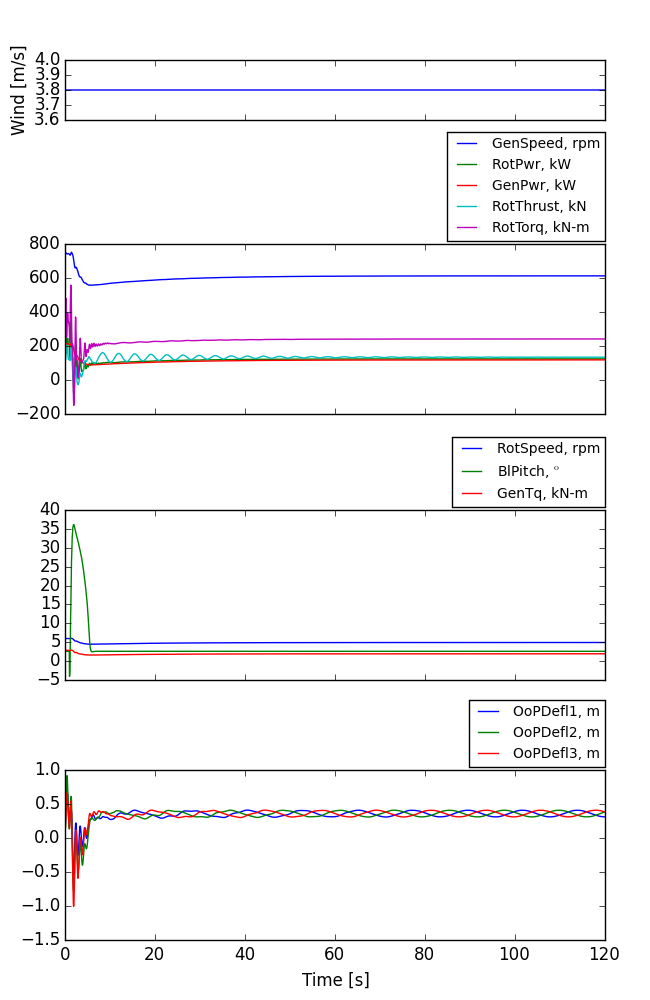 Wind [m/s]
4.0
3.9
3.8
3.7
3.6
GenSpeed, rpm
RotPwr, kW
GenPwr, kW
RotThrust, kN
RotTorq, kN-m
800
600
400
200
0
−200
RotSpeed, rpm
BlPitch, °
GenTq, kN-m
40
35
30
25
20
15
10
5
0
−5
OoPDefl1, m
OoPDefl2, m
OoPDefl3, m
1.0
0.5
0.0
−0.5
−1.0
−1.5
0 20 40 60 80 100 120
Time [s]